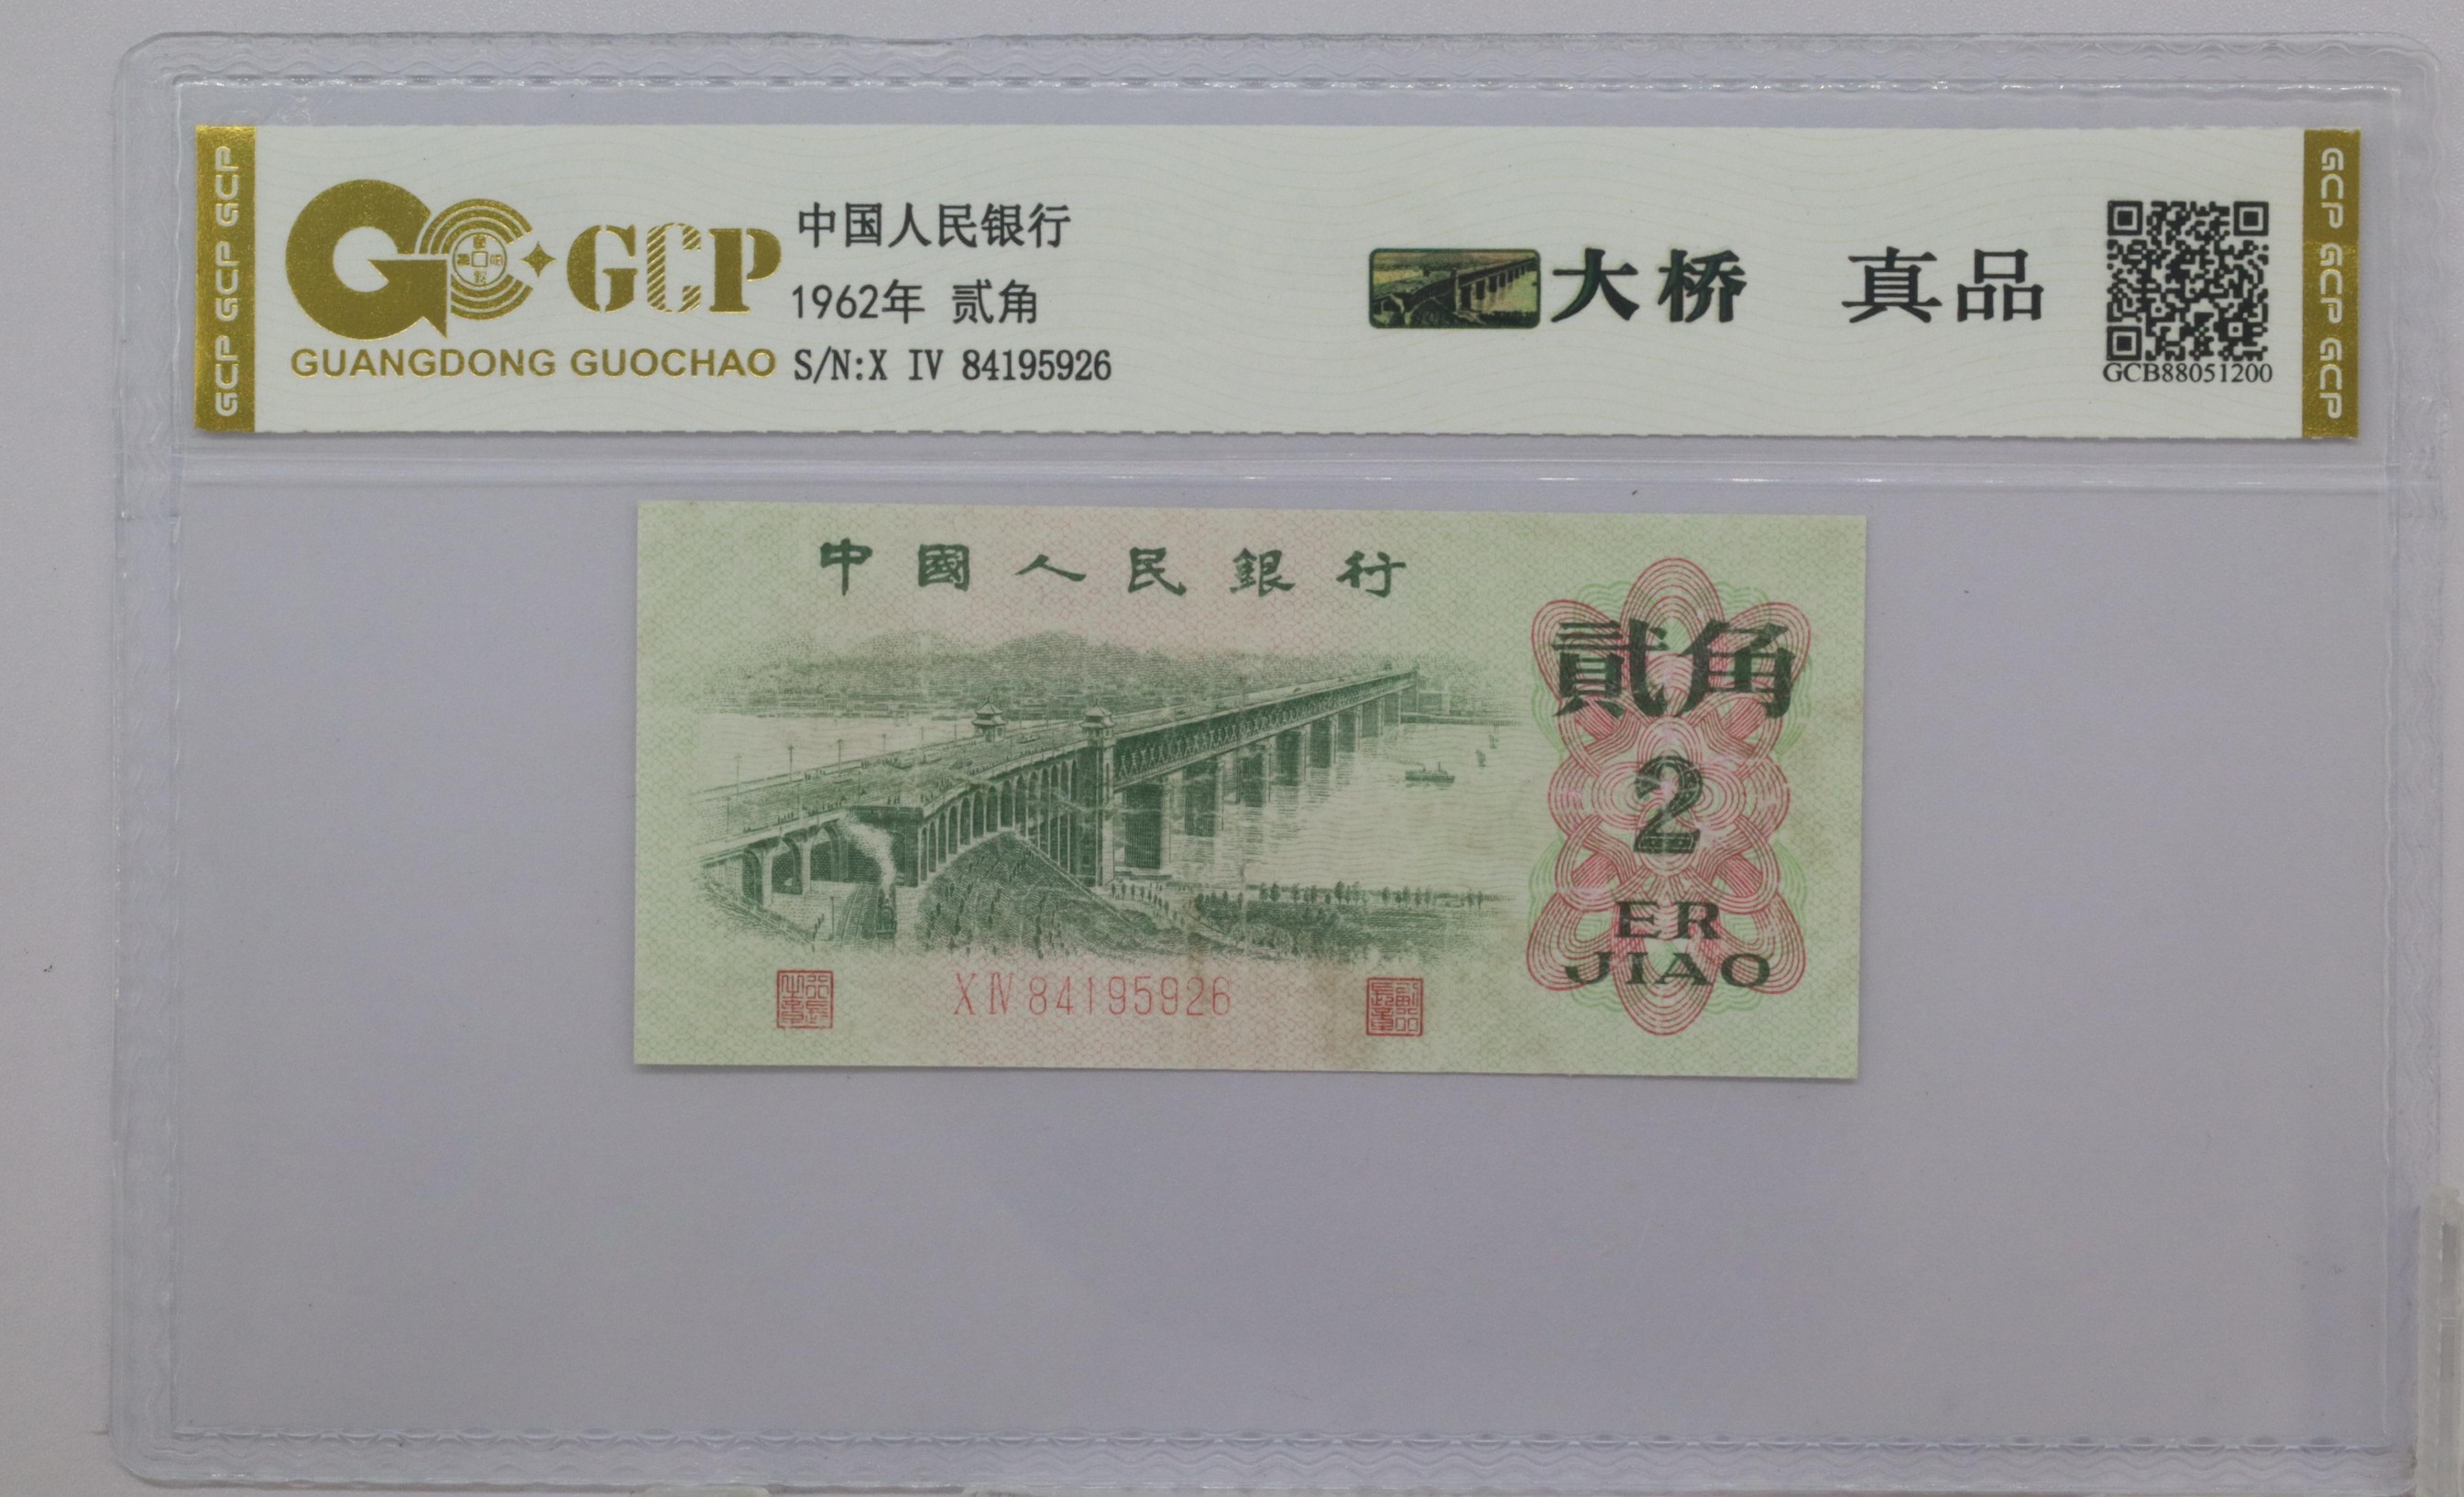 GCP GCP GCP
GCP
GUANGDONG GUOCHAO
中国人民银行
1962年 贰角
S/N:X IV 84195926
大桥 真品
GCB88051200
GCP GCP GCP
中國人民銀行
貳角
2
ER
JIAO
X IV 84195926